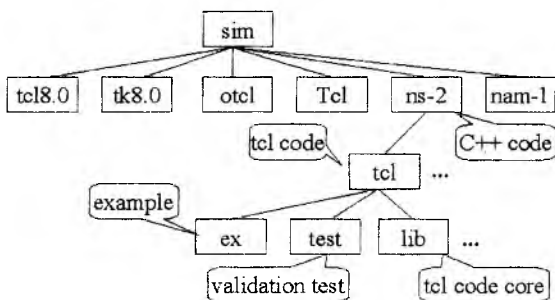 sim
tcl8.0 tk8.0 otcl Tcl ns-2 nam-1
tcl code C++ code
tcl ...
example
ex test lib ...
validation test tcl code core